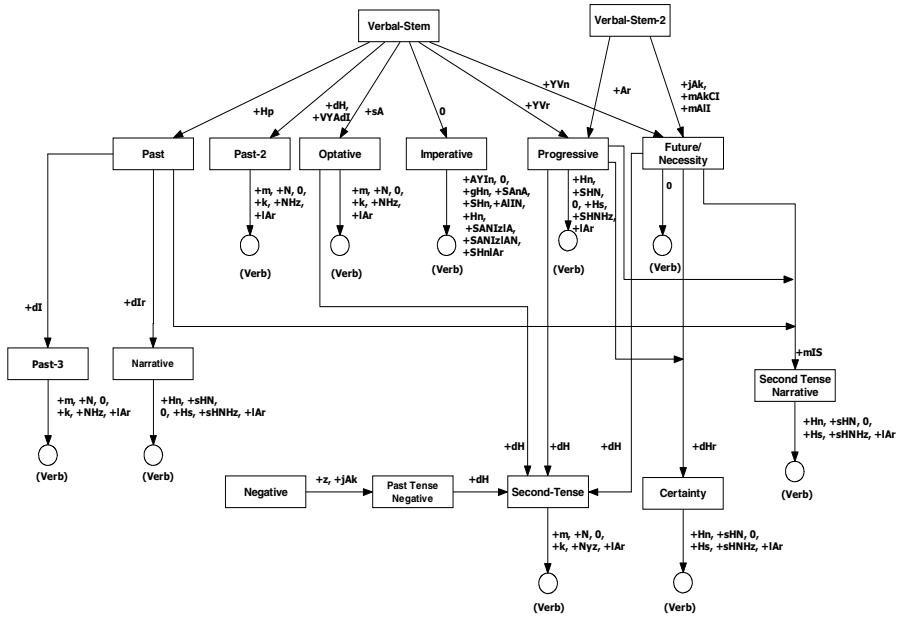 Verbal-Stem
Verbal-Stem-2
+Hp
+dH,
+VYAdI
+sA
0
+YVn
+YVr
+Ar
+jAk,
+mAkCI
+mAlI
Past
Past-2
Optative
Imperative
Progressive
Future/
Necessity
+m, +N, 0,
+k, +NHz,
+lAr
(Verb)
+m, +N, 0,
+k, +NHz,
+lAr
(Verb)
+AYIn, 0,
+gHn, +SAnA,
+SHn,+AlIN,
+Hn,
+SANIzlA,
+SANIzlAN,
+SHnlAr
(Verb)
+Hn,
+SHN,
0, +Hs,
+SHNHz,
+lAr
(Verb)
0
(Verb)
+dI
+dIr
+mIS
Past-3
Narrative
Second Tense
Narrative
+m, +N, 0,
+k, +NHz, +lAr
(Verb)
+Hn, +sHN,
0, +Hs, +sHNHz, +lAr
(Verb)
+Hn, +sHN, 0,
+Hs, +sHNHz, +lAr
(Verb)
+dH
+dH
+dH
+dHr
Negative
+z, +jAk
Past Tense
Negative
+dH
Second-Tense
Certainty
+m, +N, 0,
+k, +Nyz, +lAr
(Verb)
+Hn, +sHN, 0,
+Hs, +sHNHz, +lAr
(Verb)